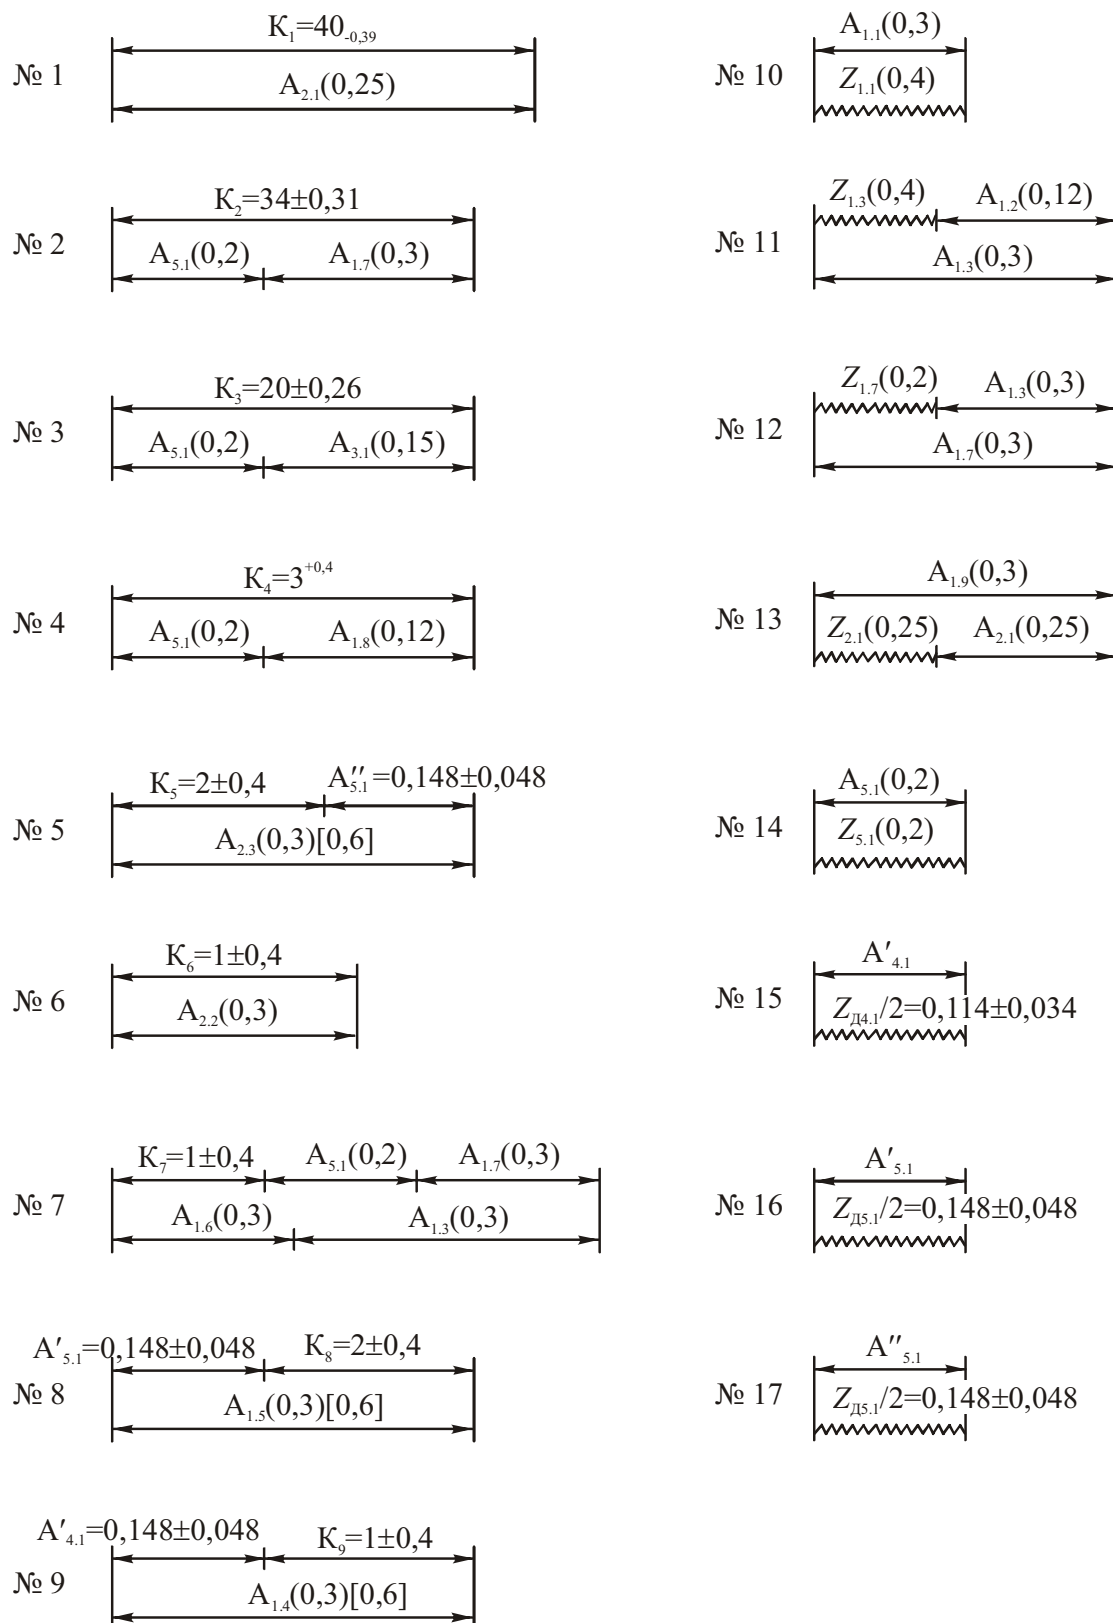 К₁=40₋₀,₃₉
№ 1
А₂.₁(0,25)
К₂=34±0,31
№ 2
А₅.₁(0,2)
А₁.₇(0,3)
К₃=20±0,26
№ 3
А₅.₁(0,2)
А₃.₁(0,15)
К₄=3⁺⁰,⁴
№ 4
А₅.₁(0,2)
А₁.₈(0,12)
К₅=2±0,4
А″₅.₁=0,148±0,048
№ 5
А₂.₃(0,3)[0,6]
К₆=1±0,4
№ 6
А₂.₂(0,3)
К₇=1±0,4
А₅.₁(0,2)
А₁.₇(0,3)
№ 7
А₁.₆(0,3)
А₁.₃(0,3)
А′₅.₁=0,148±0,048
К₈=2±0,4
№ 8
А₁.₅(0,3)[0,6]
А′₄.₁=0,148±0,048
К₉=1±0,4
№ 9
А₁.₄(0,3)[0,6]
А₁.₁(0,3)
№ 10
Z₁.₁(0,4)
Z₁.₃(0,4)
А₁.₂(0,12)
№ 11
А₁.₃(0,3)
Z₁.₇(0,2)
А₁.₃(0,3)
№ 12
А₁.₇(0,3)
А₁.₉(0,3)
№ 13
Z₂.₁(0,25)
А₂.₁(0,25)
А₅.₁(0,2)
№ 14
Z₅.₁(0,2)
А′₄.₁
№ 15
Z_Д₄.₁/2=0,114±0,034
А′₅.₁
№ 16
Z_Д₅.₁/2=0,148±0,048
А″₅.₁
№ 17
Z_Д₅.₁/2=0,148±0,048